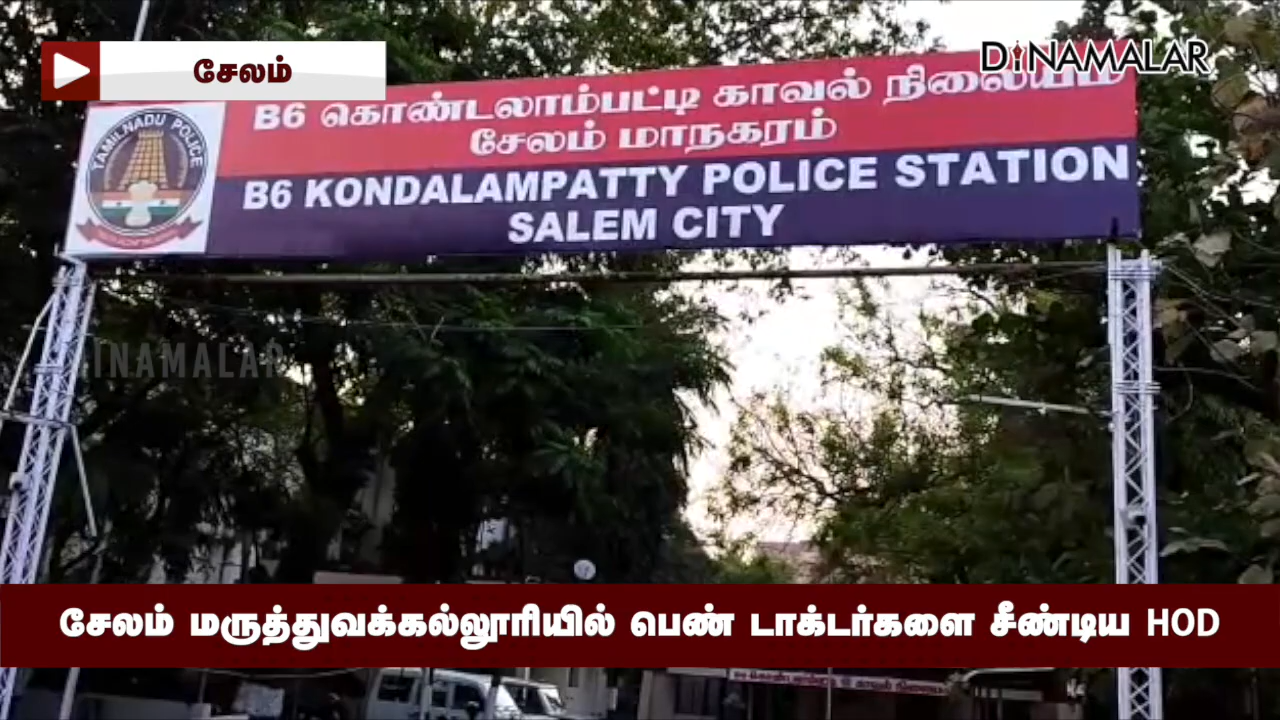 சேலம்
DINAMALAR
B6 கொண்டலாம்பட்டி காவல் நிலையம்
சேலம் மாநகரம்
TAMILNADU POLICE
B6 KONDALAMPATTY POLICE STATION
SALEM CITY
DINAMALAR
சேலம் மருத்துவக்கல்லூரியில் பெண் டாக்டர்களை சீண்டிய HOD